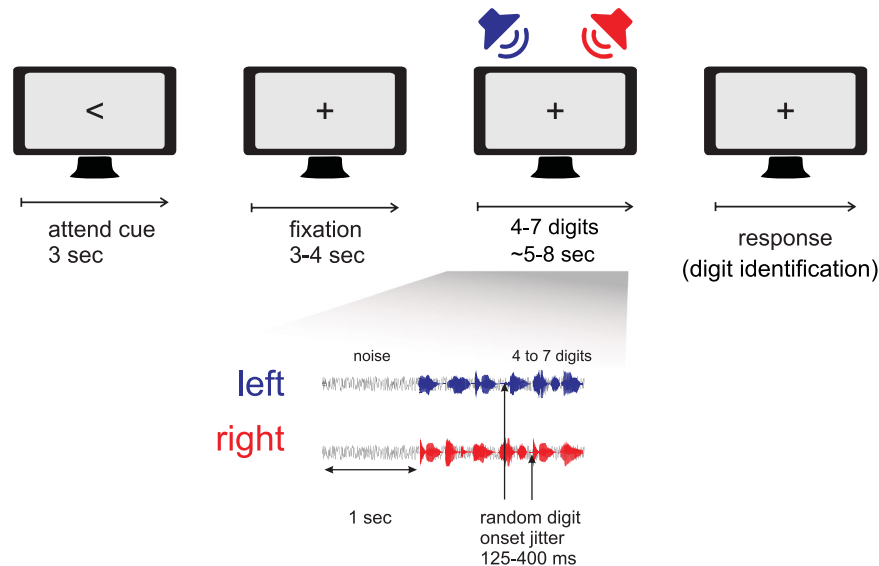 <
+
+
+
attend cue
3 sec
fixation
3-4 sec
4-7 digits
~5-8 sec
response
(digit identification)
noise
4 to 7 digits
left
right
1 sec
random digit
onset jitter
125-400 ms